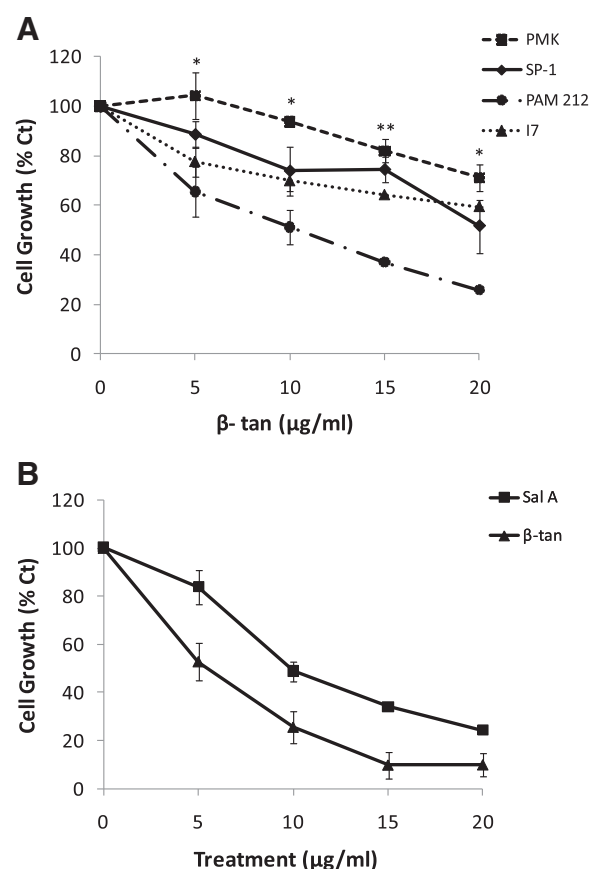 A
PMK
SP-1
PAM 212
I7
120
100
80
60
40
20
0
*
*
**
*
Cell Growth (% Ct)
0 5 10 15 20
β- tan (µg/ml)
B
Sal A
β-tan
120
100
80
60
40
20
0
Cell Growth (% Ct)
0 5 10 15 20
Treatment (µg/ml)